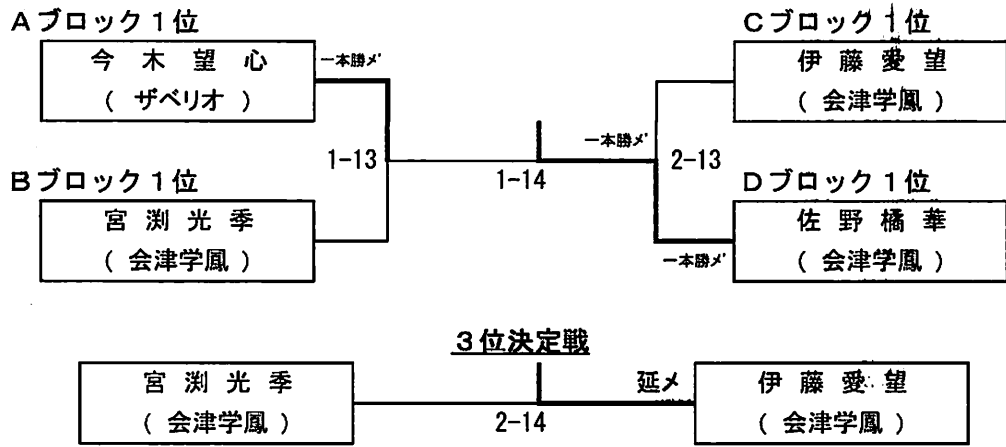 Aブロック1位
Cブロック1位
今木望心
(ザベリオ)
一本勝メ
伊藤愛望
(会津学鳳)
一本勝メ
1-13
2-13
1-14
Bブロック1位
Dブロック1位
宮渕光季
(会津学鳳)
佐野橘華
(会津学鳳)
一本勝メ
3位決定戦
宮渕光季
(会津学鳳)
延メ
伊藤愛望
(会津学鳳)
2-14